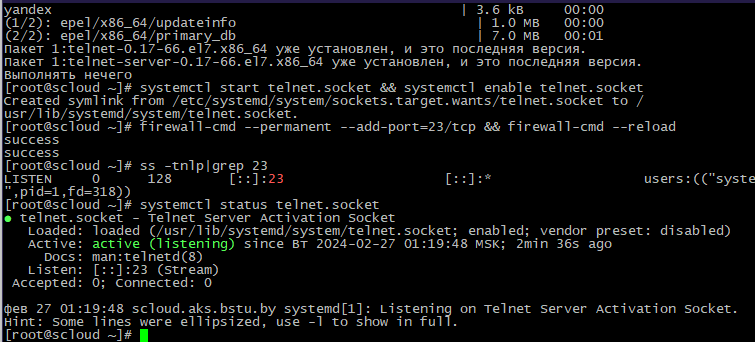 yandex | 3.6 kB 00:00
(1/2): epel/x86_64/updateinfo | 1.0 MB 00:00
(2/2): epel/x86_64/primary_db | 7.0 MB 00:01
Пакет 1:telnet-0.17-66.el7.x86_64 уже установлен, и это последняя версия.
Пакет 1:telnet-server-0.17-66.el7.x86_64 уже установлен, и это последняя версия.
Выполнять нечего
[root@scloud ~]# systemctl start telnet.socket && systemctl enable telnet.socket
Created symlink from /etc/systemd/system/sockets.target.wants/telnet.socket to /
usr/lib/systemd/system/telnet.socket.
[root@scloud ~]# firewall-cmd --permanent --add-port=23/tcp && firewall-cmd --reload
success
success
[root@scloud ~]# ss -tnlp|grep 23
LISTEN 0 128 [::]:23 [::]:* users:(("syste
",pid=1,fd=318))
[root@scloud ~]# systemctl status telnet.socket
● telnet.socket - Telnet Server Activation Socket
Loaded: loaded (/usr/lib/systemd/system/telnet.socket; enabled; vendor preset: disabled)
Active: active (listening) since Вт 2024-02-27 01:19:48 MSK; 2min 36s ago
Docs: man:telnetd(8)
Listen: [::]:23 (Stream)
Accepted: 0; Connected: 0
фев 27 01:19:48 scloud.aks.bstu.by systemd[1]: Listening on Telnet Server Activation Socket.
Hint: Some lines were ellipsized, use -l to show in full.
[root@scloud ~]#